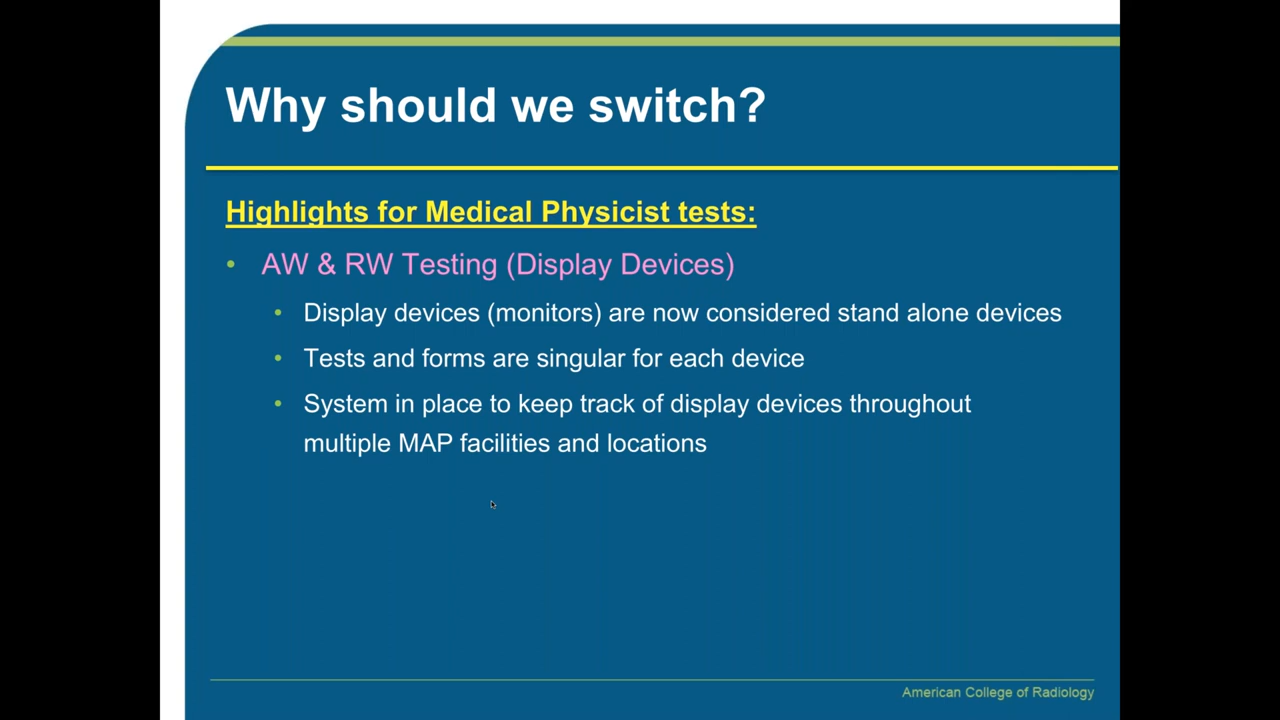 Why should we switch?
Highlights for Medical Physicist tests:
• AW & RW Testing (Display Devices)
• Display devices (monitors) are now considered stand alone devices
• Tests and forms are singular for each device
• System in place to keep track of display devices throughout
multiple MAP facilities and locations
American College of Radiology